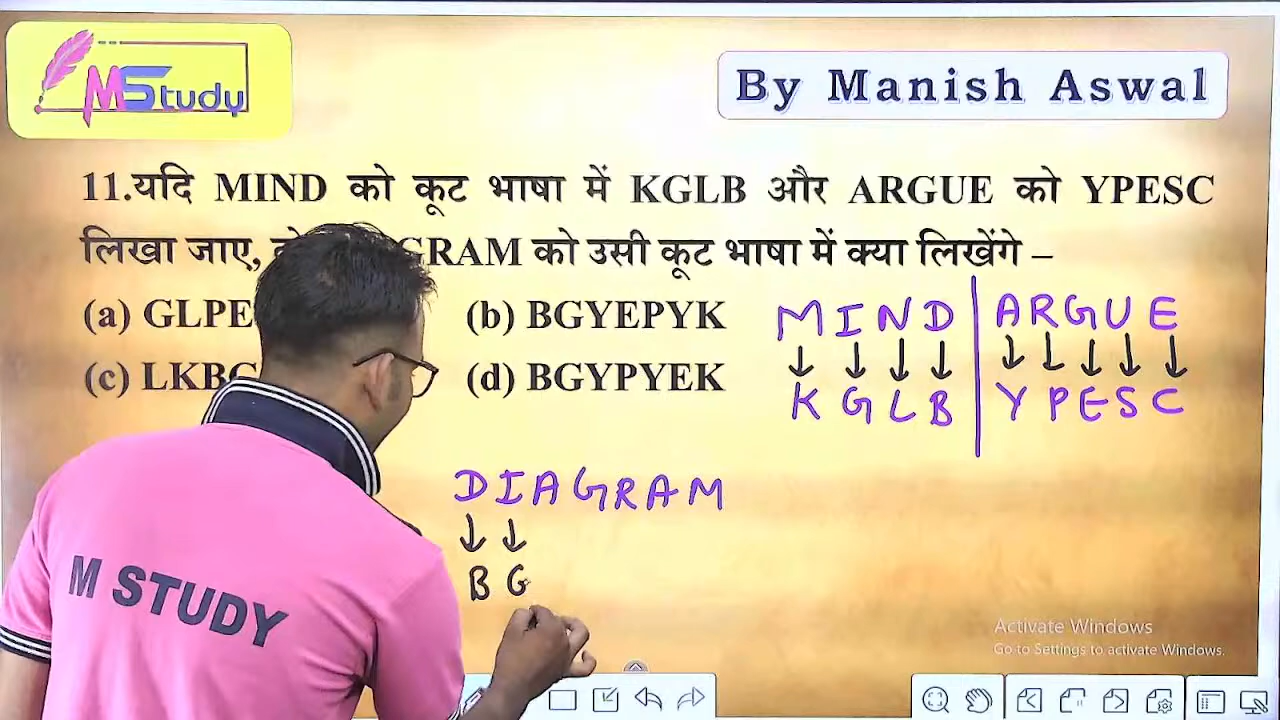 MStudy
By Manish Aswal
11.यदि MIND को कूट भाषा में KGLB और ARGUE को YPESC
लिखा जाए, GRAM को उसी कूट भाषा में क्या लिखेंगे –
(a) GLPE (b) BGYEPYK
(c) LKBG (d) BGYPYEK
MIND | ARGUE
↓ ↓ ↓ ↓ | ↓ ↓ ↓ ↓ ↓
KGLB | YPESC
DIAGRAM
↓ ↓
BG
M STUDY
Activate Windows
Go to Settings to activate Windows.